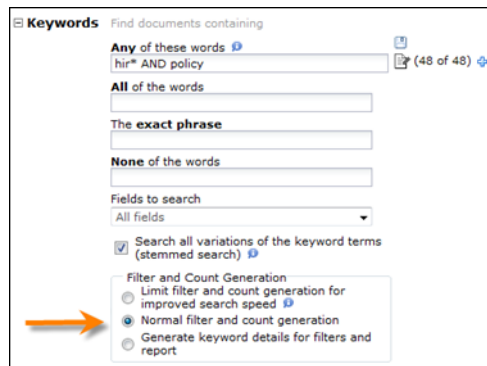 Keywords Find documents containing
Any of these words
hir* AND policy (48 of 48)
All of the words
The exact phrase
None of the words
Fields to search
All fields
Search all variations of the keyword terms
(stemmed search)
Filter and Count Generation
Limit filter and count generation for
improved search speed
Normal filter and count generation
Generate keyword details for filters and
report